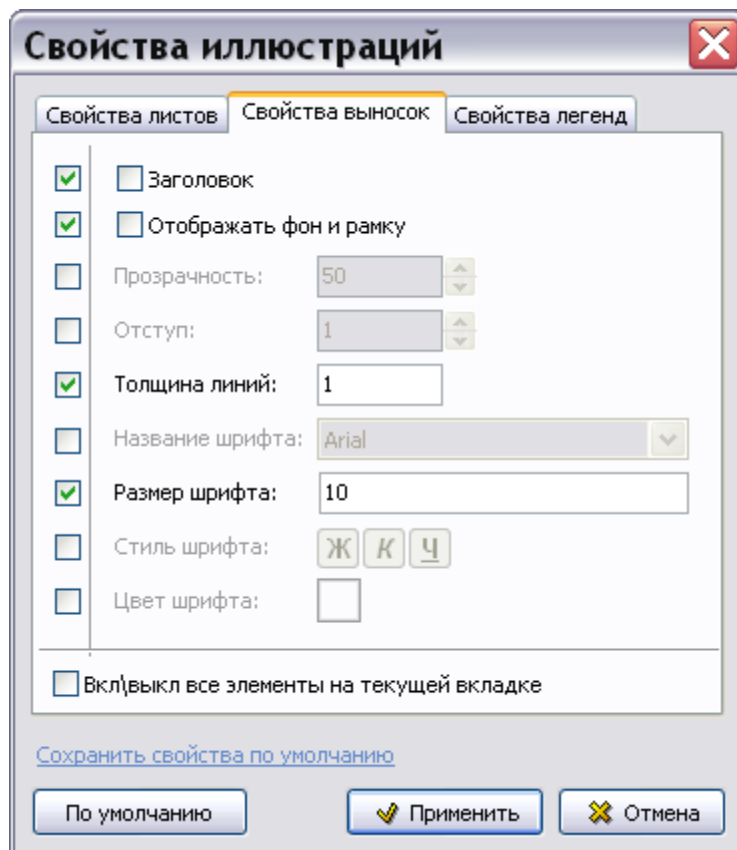 Свойства иллюстраций
Свойства листов Свойства выносок Свойства легенд
Заголовок
Отображать фон и рамку
Прозрачность: 50
Отступ: 1
Толщина линий: 1
Название шрифта: Arial
Размер шрифта: 10
Стиль шрифта: Ж К Ч
Цвет шрифта:
Вкл\выкл все элементы на текущей вкладке
Сохранить свойства по умолчанию
По умолчанию Применить Отмена